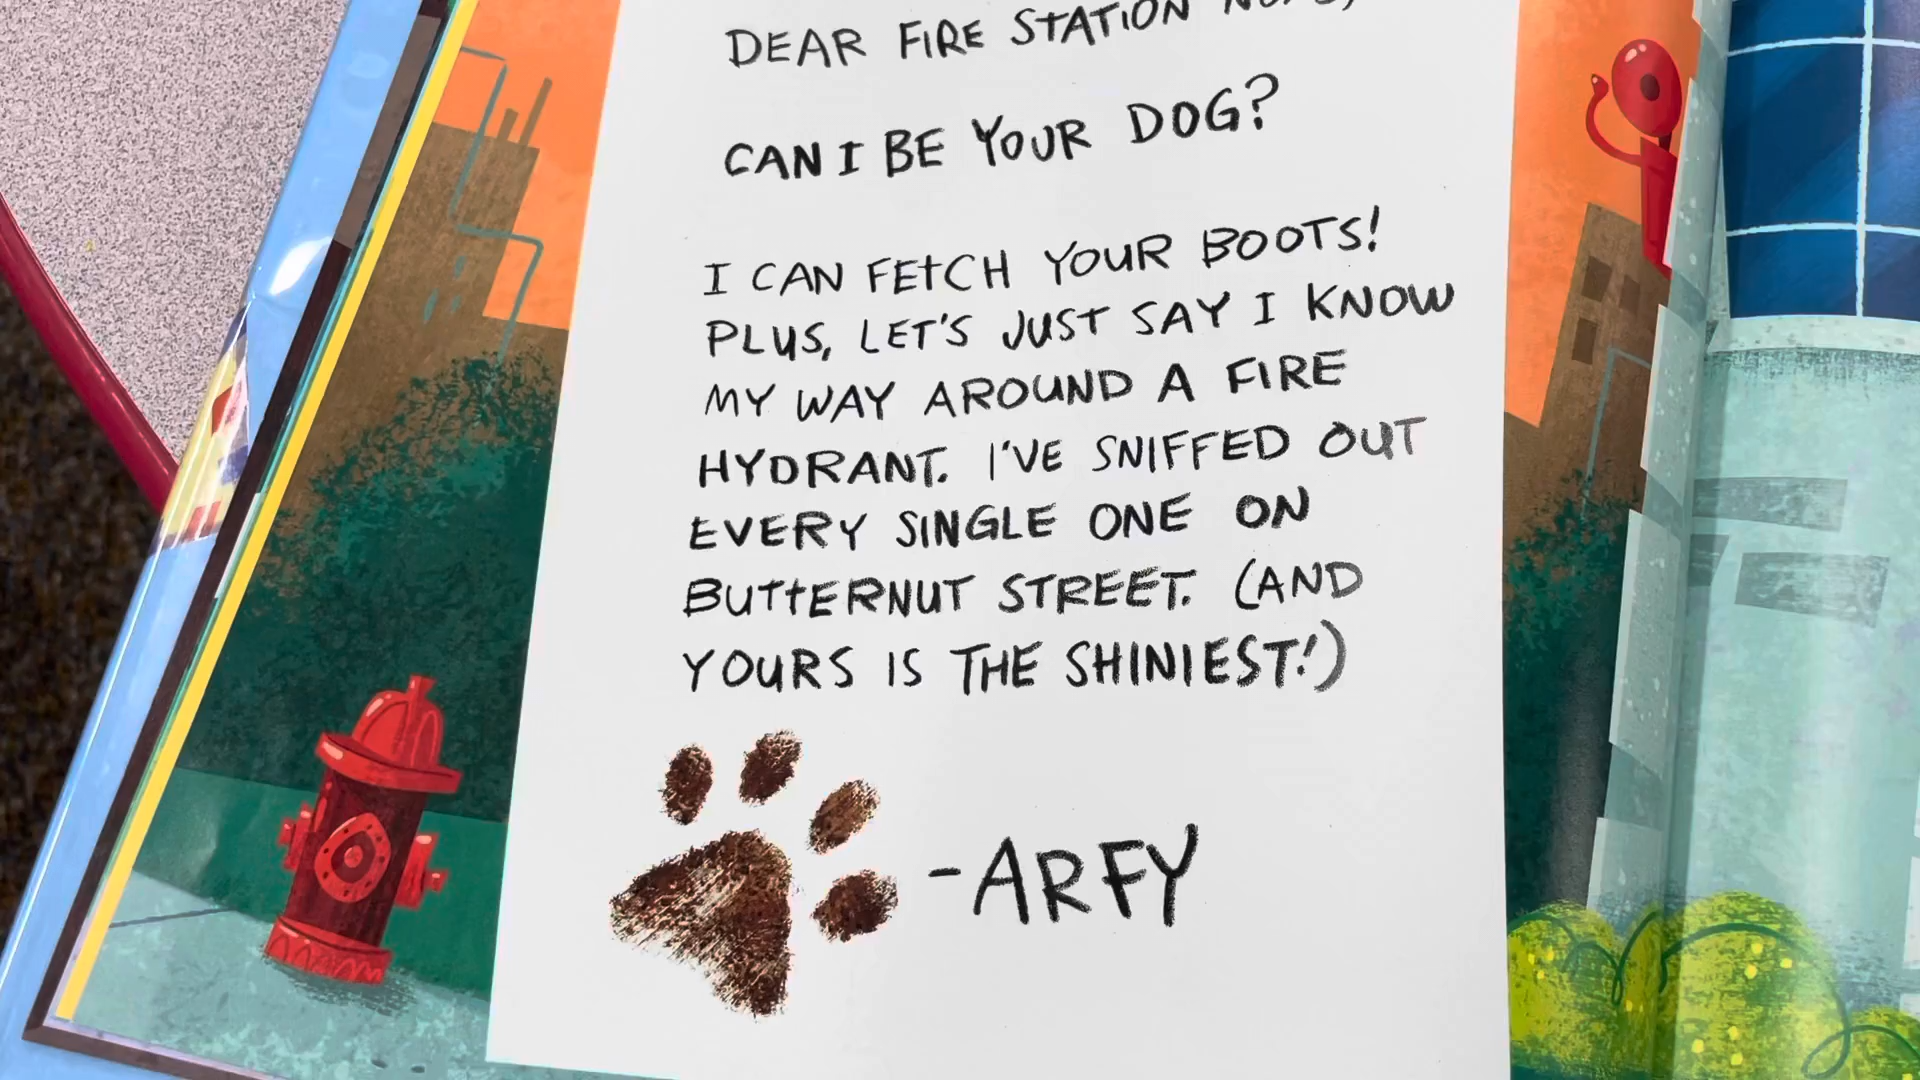 DEAR FIRE STATION
CAN I BE YOUR DOG?
I CAN FETCH YOUR BOOTS!
PLUS, LET'S JUST SAY I KNOW
MY WAY AROUND A FIRE
HYDRANT. I'VE SNIFFED OUT
EVERY SINGLE ONE ON
BUTTERNUT STREET. (AND
YOURS IS THE SHINIEST!)
-ARFY